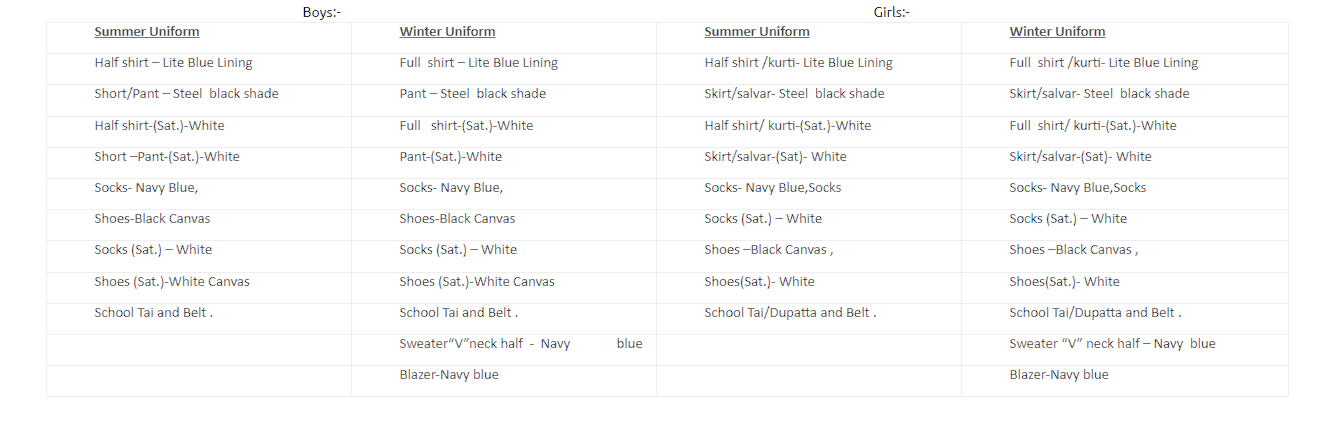 Boys:- Girls:-
Summer Uniform Winter Uniform Summer Uniform Winter Uniform
Half shirt – Lite Blue Lining Full shirt – Lite Blue Lining Half shirt /kurti- Lite Blue Lining Full shirt /kurti- Lite Blue Lining
Short/Pant – Steel black shade Pant – Steel black shade Skirt/salvar- Steel black shade Skirt/salvar- Steel black shade
Half shirt-(Sat.)-White Full shirt-(Sat.)-White Half shirt/ kurti-(Sat.)-White Full shirt/ kurti-(Sat.)-White
Short –Pant-(Sat.)-White Pant-(Sat.)-White Skirt/salvar-(Sat)- White Skirt/salvar-(Sat)- White
Socks- Navy Blue, Socks- Navy Blue, Socks- Navy Blue,Socks Socks- Navy Blue,Socks
Shoes-Black Canvas Shoes-Black Canvas Socks (Sat.) – White Socks (Sat.) – White
Socks (Sat.) – White Socks (Sat.) – White Shoes –Black Canvas , Shoes –Black Canvas ,
Shoes (Sat.)-White Canvas Shoes (Sat.)-White Canvas Shoes(Sat.)- White Shoes(Sat.)- White
School Tai and Belt . School Tai and Belt . School Tai/Dupatta and Belt . School Tai/Dupatta and Belt .
Sweater“V”neck half - Navy blue Sweater “V” neck half – Navy blue
Blazer-Navy blue Blazer-Navy blue